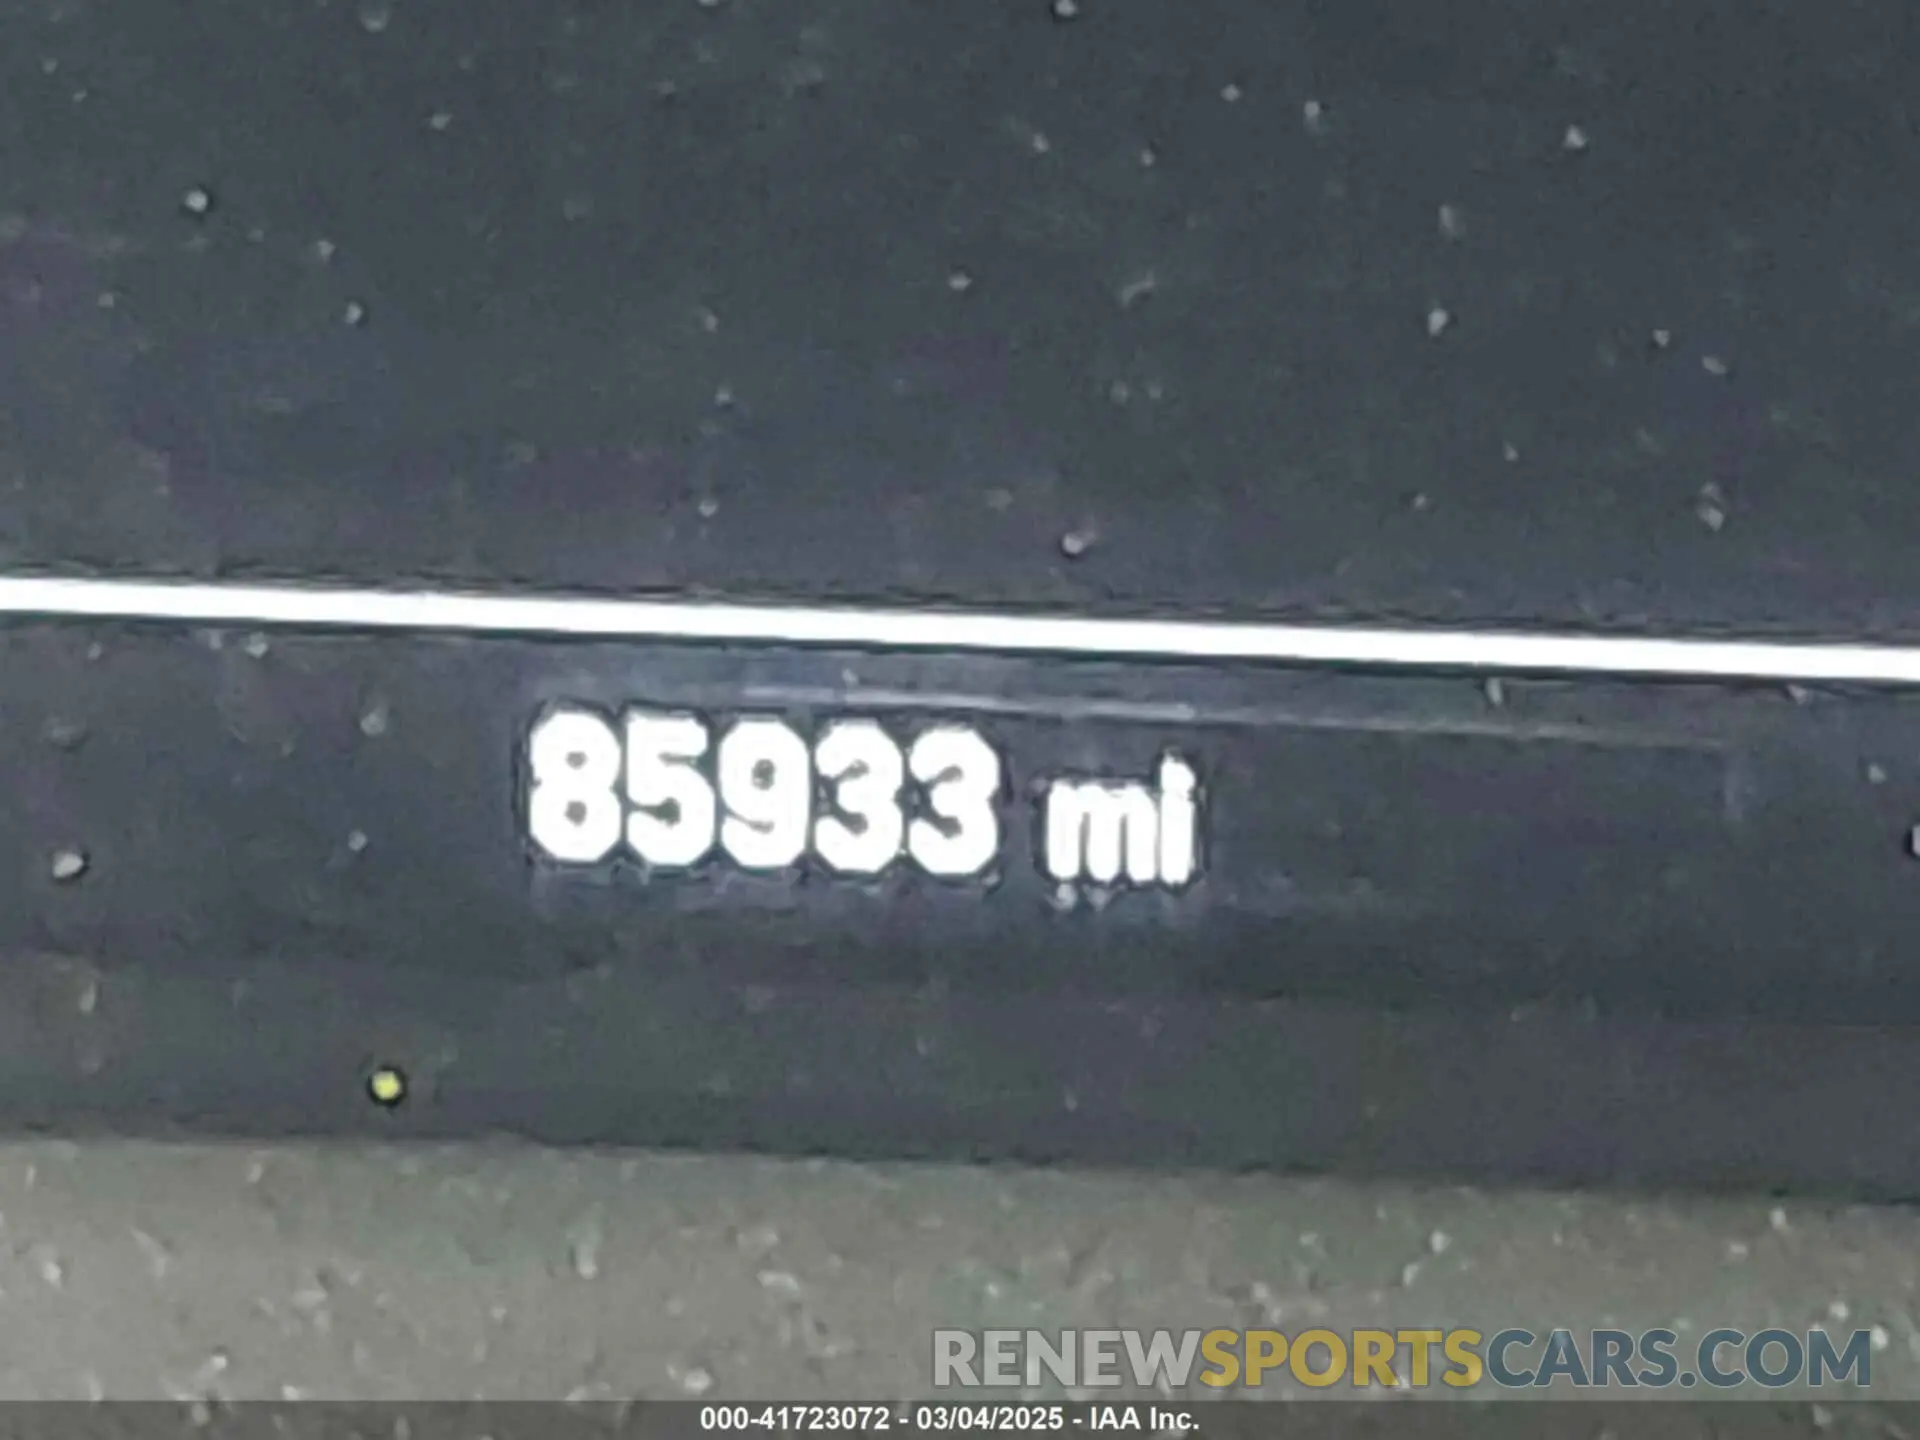 85933 mi
RENEWSPORTSCARS.COM
000-41723072 - 03/04/2025 - IAA Inc.